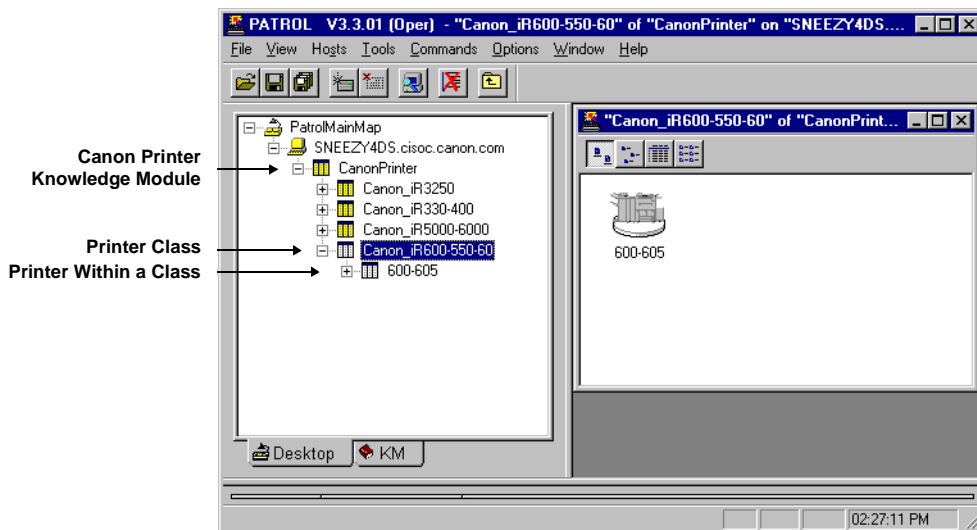 PATROL V3.3.01 (Oper) - "Canon_iR600-550-60" of "CanonPrinter" on "SNEEZY4DS....
File View Hosts Tools Commands Options Window Help
PatrolMainMap
SNEEZY4DS.cisoc.canon.com
CanonPrinter
Canon_iR3250
Canon_iR330-400
Canon_iR5000-6000
Canon_iR600-550-60
600-605
Desktop
KM
Canon Printer
Knowledge Module
Printer Class
Printer Within a Class
"Canon_iR600-550-60" of "CanonPrint...
600-605
02:27:11 PM